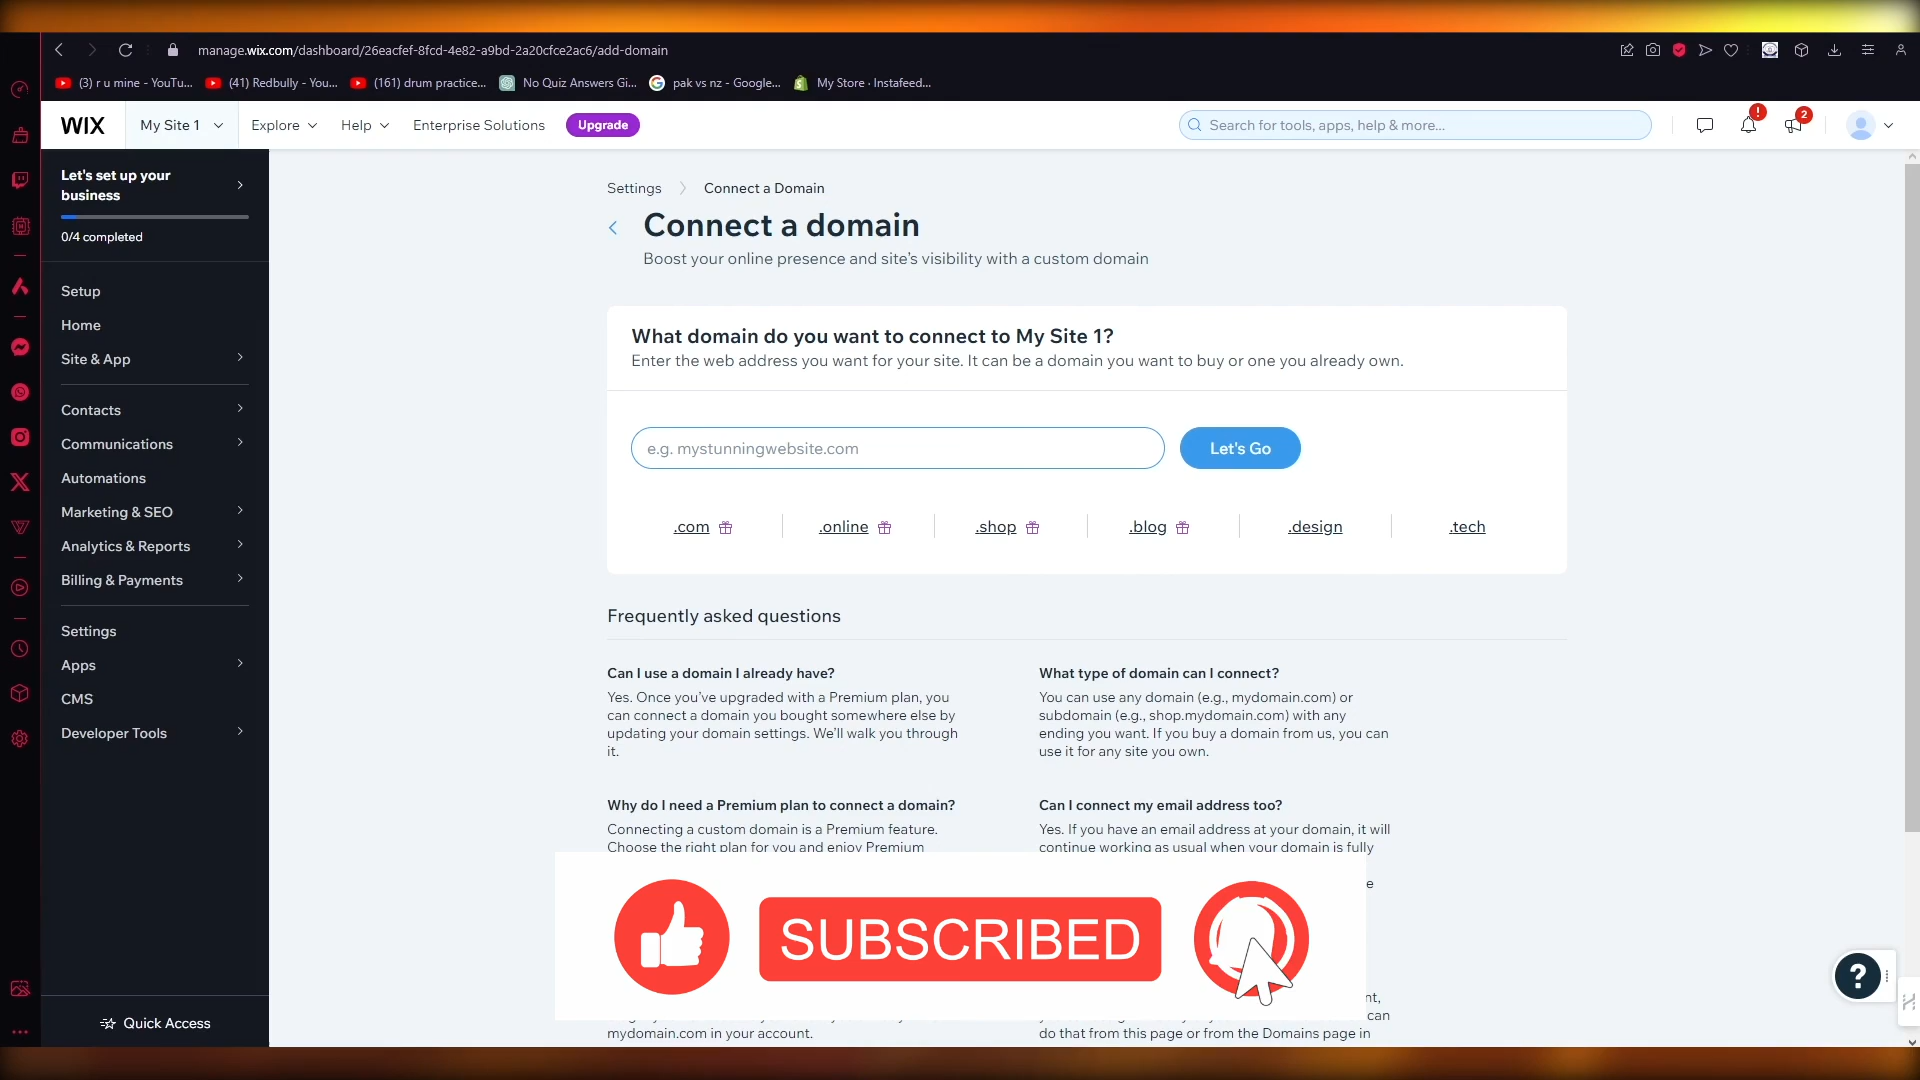 manage.wix.com/dashboard/26eacfef-8fcd-4e82-a9bd-2a20cfce2ac6/add-domain
(3) r u mine - YouTu...
(41) Redbully - You...
(161) drum practice...
No Quiz Answers Gi...
pak vs nz - Google...
My Store · Instafeed...
WIX
My Site 1
Explore
Help
Enterprise Solutions
Upgrade
Search for tools, apps, help & more...
!
2
Let's set up your
business
0/4 completed
Setup
Home
Site & App
Contacts
Communications
Automations
Marketing & SEO
Analytics & Reports
Billing & Payments
Settings
Apps
CMS
Developer Tools
Quick Access
Settings
Connect a Domain
Connect a domain
Boost your online presence and site's visibility with a custom domain
What domain do you want to connect to My Site 1?
Enter the web address you want for your site. It can be a domain you want to buy or one you already own.
e.g. mystunningwebsite.com
Let's Go
.com
.online
.shop
.blog
.design
.tech
Frequently asked questions
Can I use a domain I already have?
Yes. Once you've upgraded with a Premium plan, you
can connect a domain you bought somewhere else by
updating your domain settings. We'll walk you through
it.
What type of domain can I connect?
You can use any domain (e.g., mydomain.com) or
subdomain (e.g., shop.mydomain.com) with any
ending you want. If you buy a domain from us, you can
use it for any site you own.
Why do I need a Premium plan to connect a domain?
Connecting a custom domain is a Premium feature.
Choose the right plan for you and enjoy Premium
mydomain.com in your account.
Can I connect my email address too?
Yes. If you have an email address at your domain, it will
continue working as usual when your domain is fully
can
do that from this page or from the Domains page in
SUBSCRIBED
?